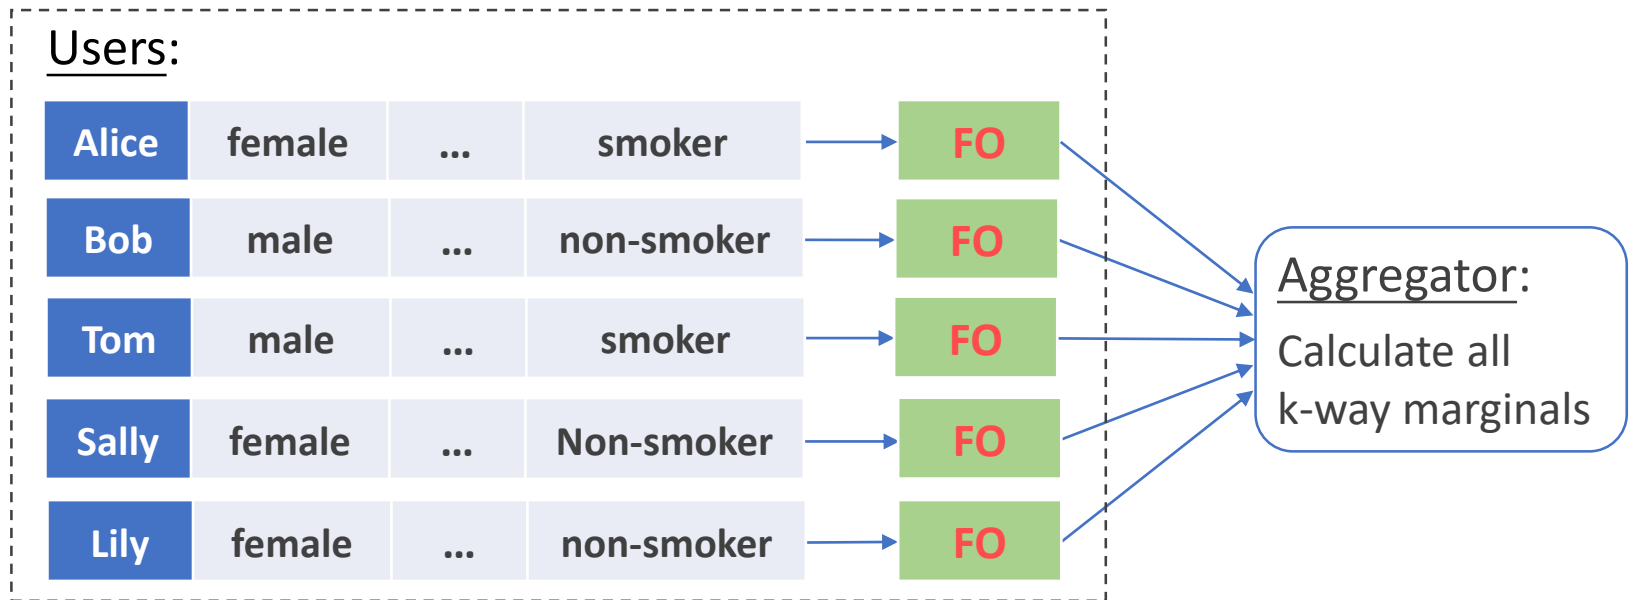 Users:
Alice female ... smoker FO
Bob male ... non-smoker FO
Tom male ... smoker FO
Sally female ... Non-smoker FO
Lily female ... non-smoker FO
Aggregator:
Calculate all
k-way marginals